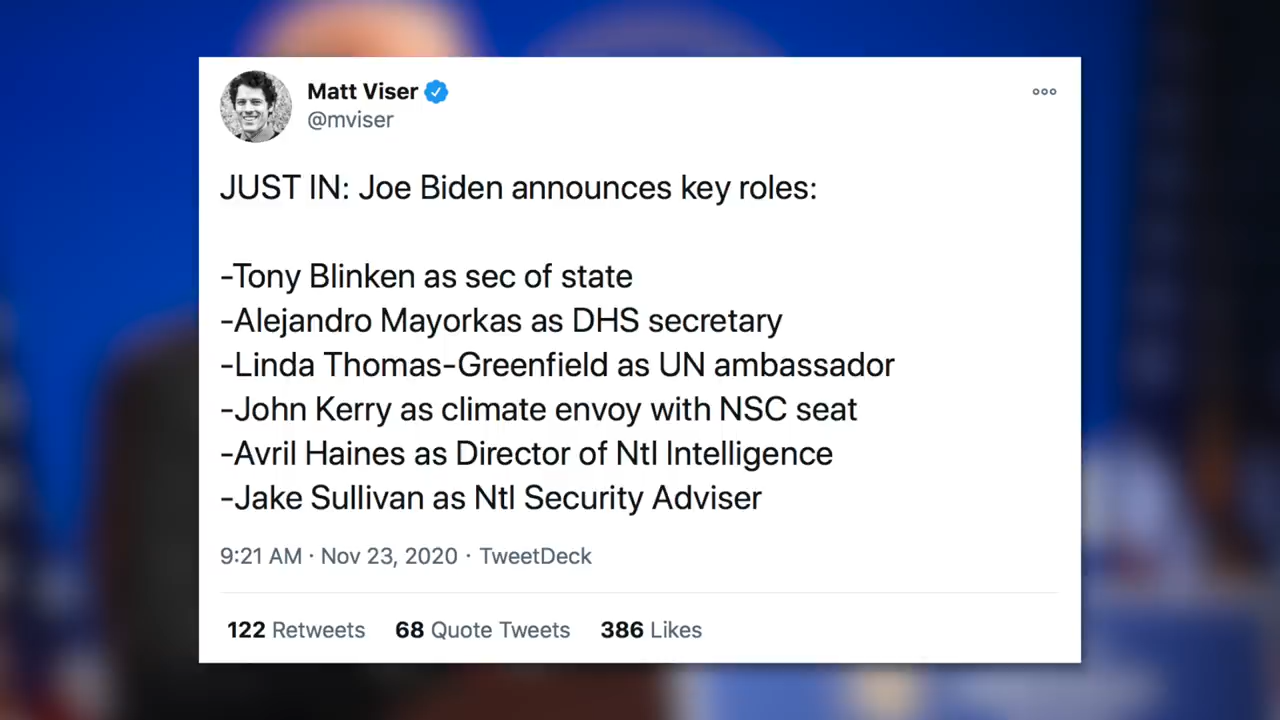 Matt Viser
@mviser
JUST IN: Joe Biden announces key roles:
-Tony Blinken as sec of state
-Alejandro Mayorkas as DHS secretary
-Linda Thomas-Greenfield as UN ambassador
-John Kerry as climate envoy with NSC seat
-Avril Haines as Director of Ntl Intelligence
-Jake Sullivan as Ntl Security Adviser
9:21 AM · Nov 23, 2020 · TweetDeck
122 Retweets 68 Quote Tweets 386 Likes